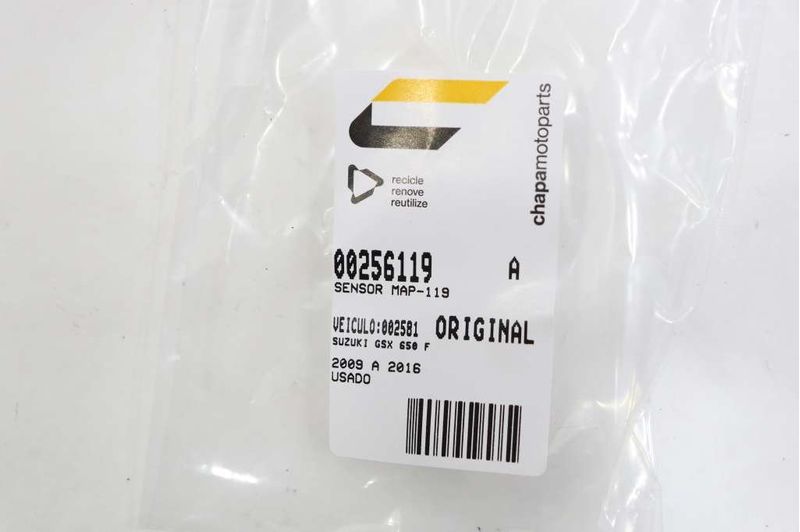 chapamotoparts
recicle
renove
reutilize
00256119 A
SENSOR MAP-119
VEICULO:002581 ORIGINAL
SUZUKI GSX 650 F
2009 A 2016
USADO